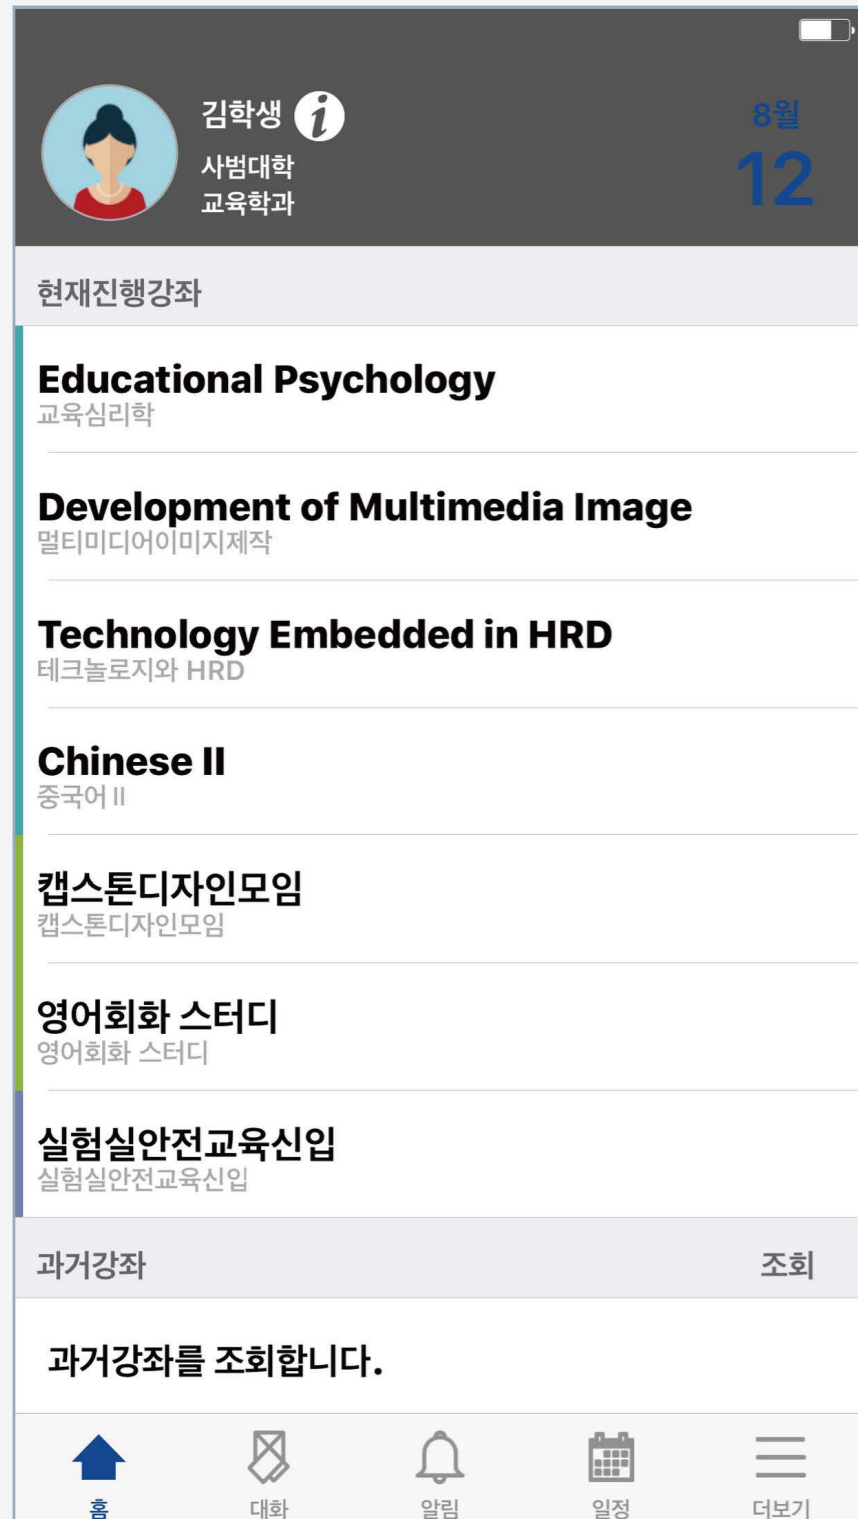 김학생
사범대학
교육학과
8월
12
현재진행강좌
Educational Psychology
교육심리학
Development of Multimedia Image
멀티미디어이미지제작
Technology Embedded in HRD
테크놀로지와 HRD
Chinese II
중국어 II
캡스톤디자인모임
캡스톤디자인모임
영어회화 스터디
영어회화 스터디
실험실안전교육신입
실험실안전교육신입
과거강좌 조회
과거강좌를 조회합니다.
홈 대화 알림 일정 더보기